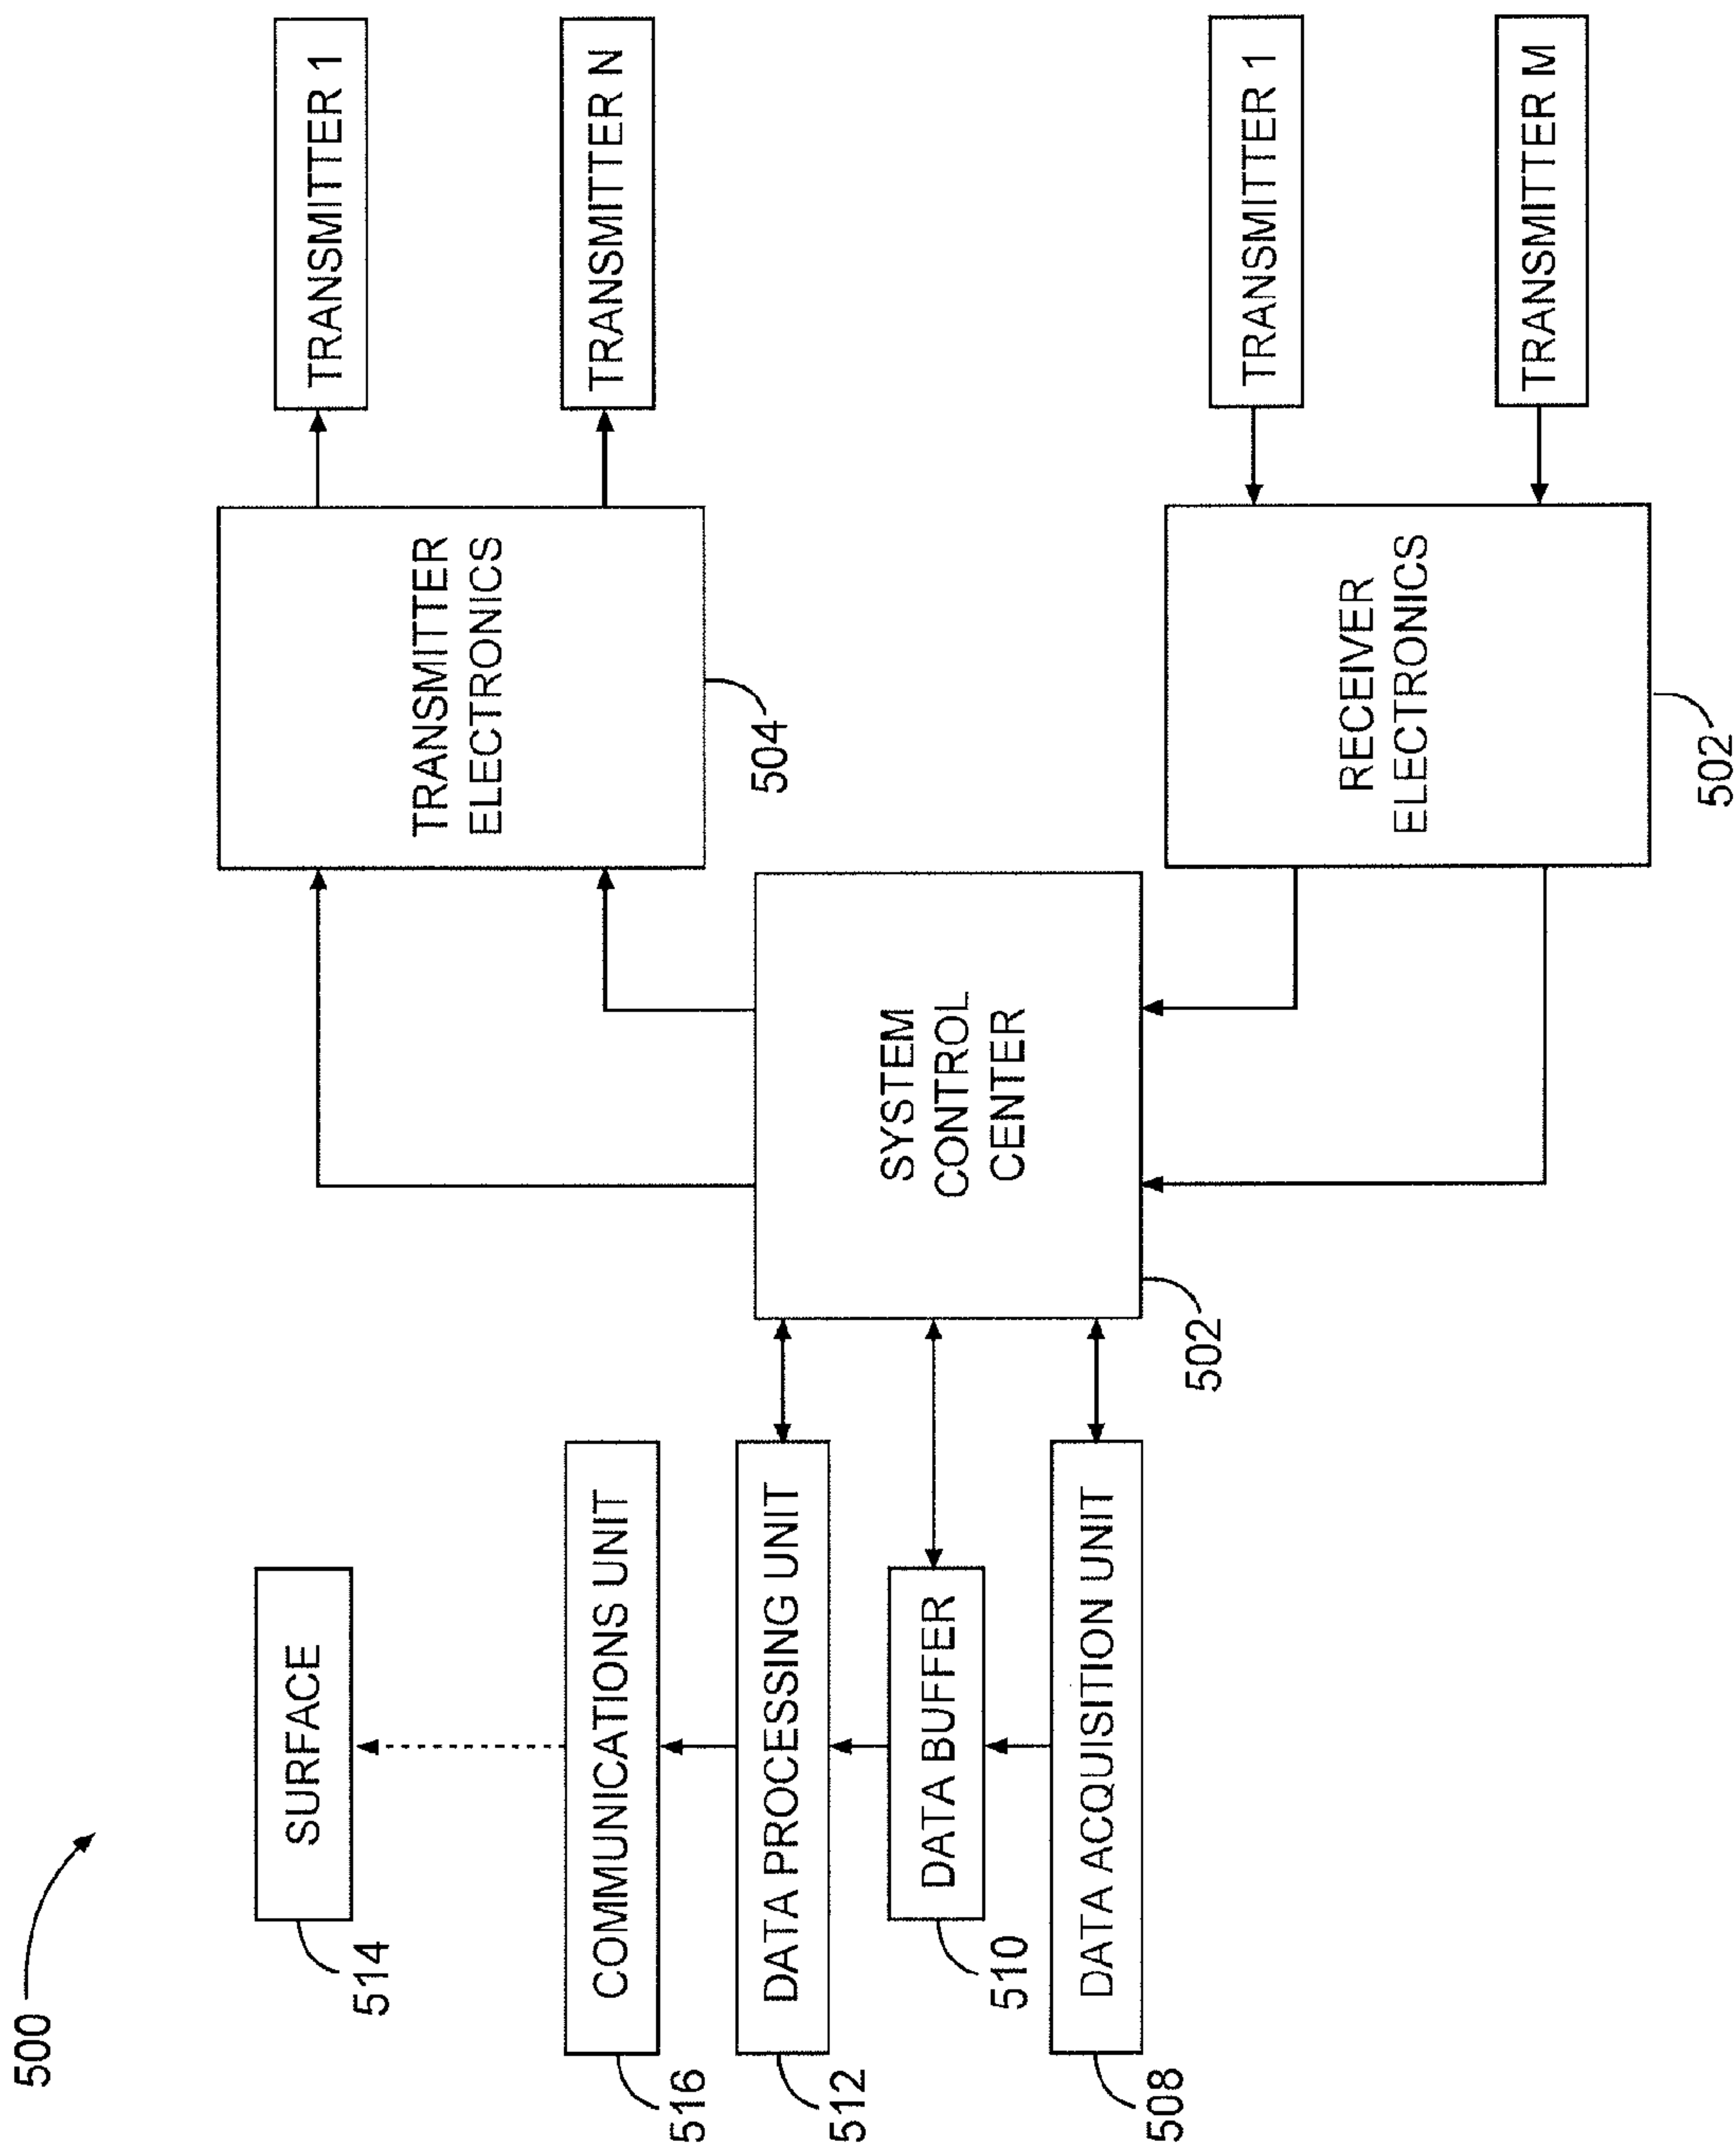 500
SURFACE
514
COMMUNICATIONS UNIT
516
DATA PROCESSING UNIT
512
DATA BUFFER
510
DATA ACQUISITION UNIT
508
SYSTEM
CONTROL
CENTER
502
TRANSMITTER
ELECTRONICS
504
RECEIVER
ELECTRONICS
502
TRANSMITTER 1
TRANSMITTER N
TRANSMITTER 1
TRANSMITTER M